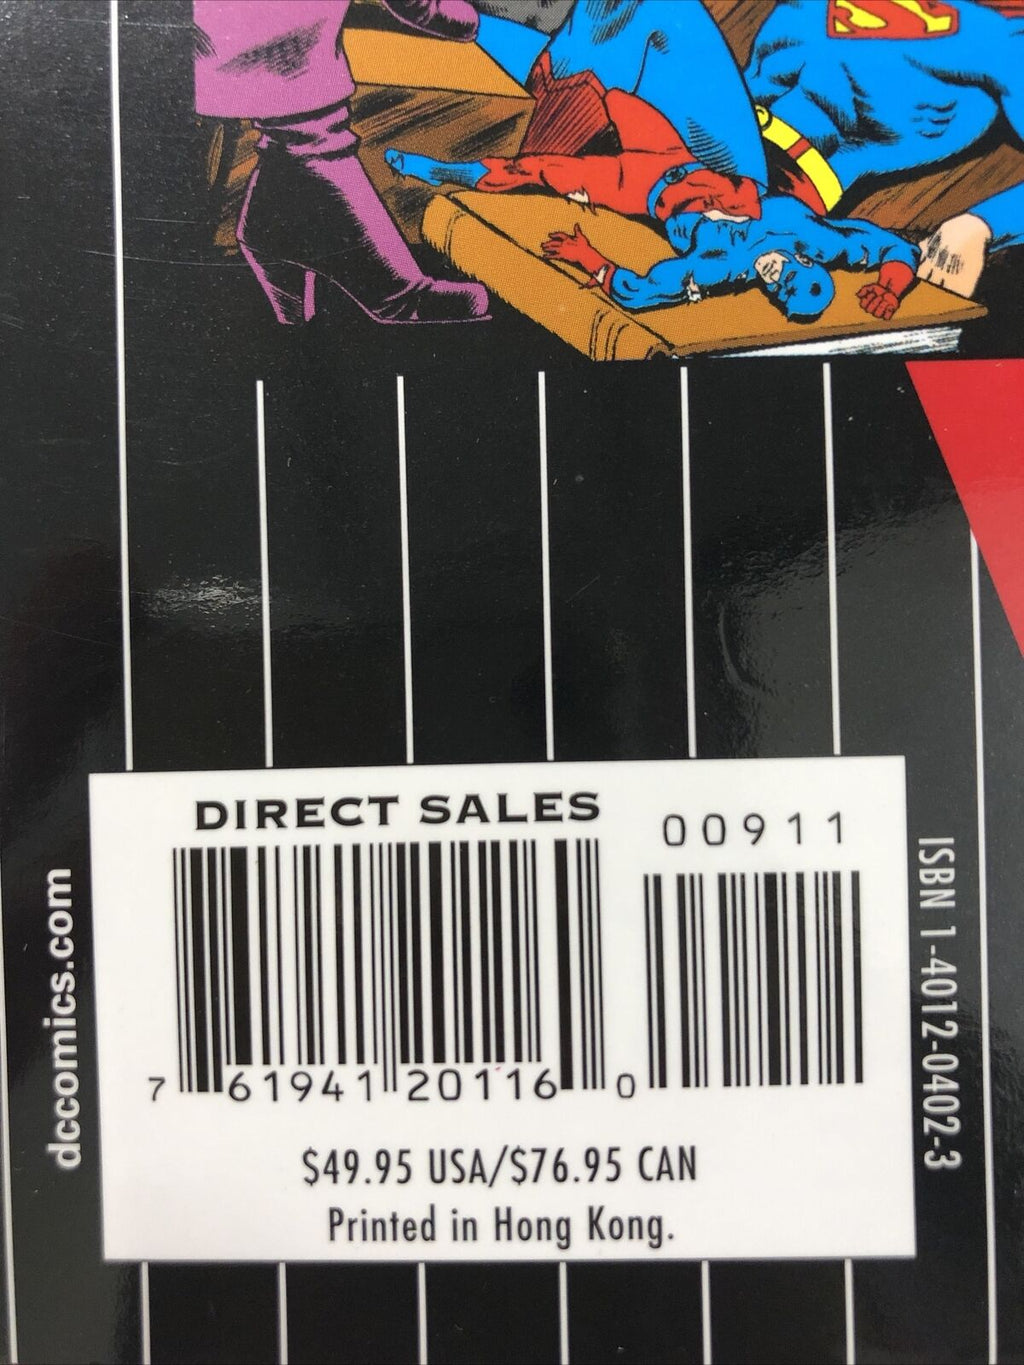 S
DIRECT SALES
00911
7 61941 20116 0
$49.95 USA/$76.95 CAN
Printed in Hong Kong.
dccomics.com
ISBN 1-4012-0402-3